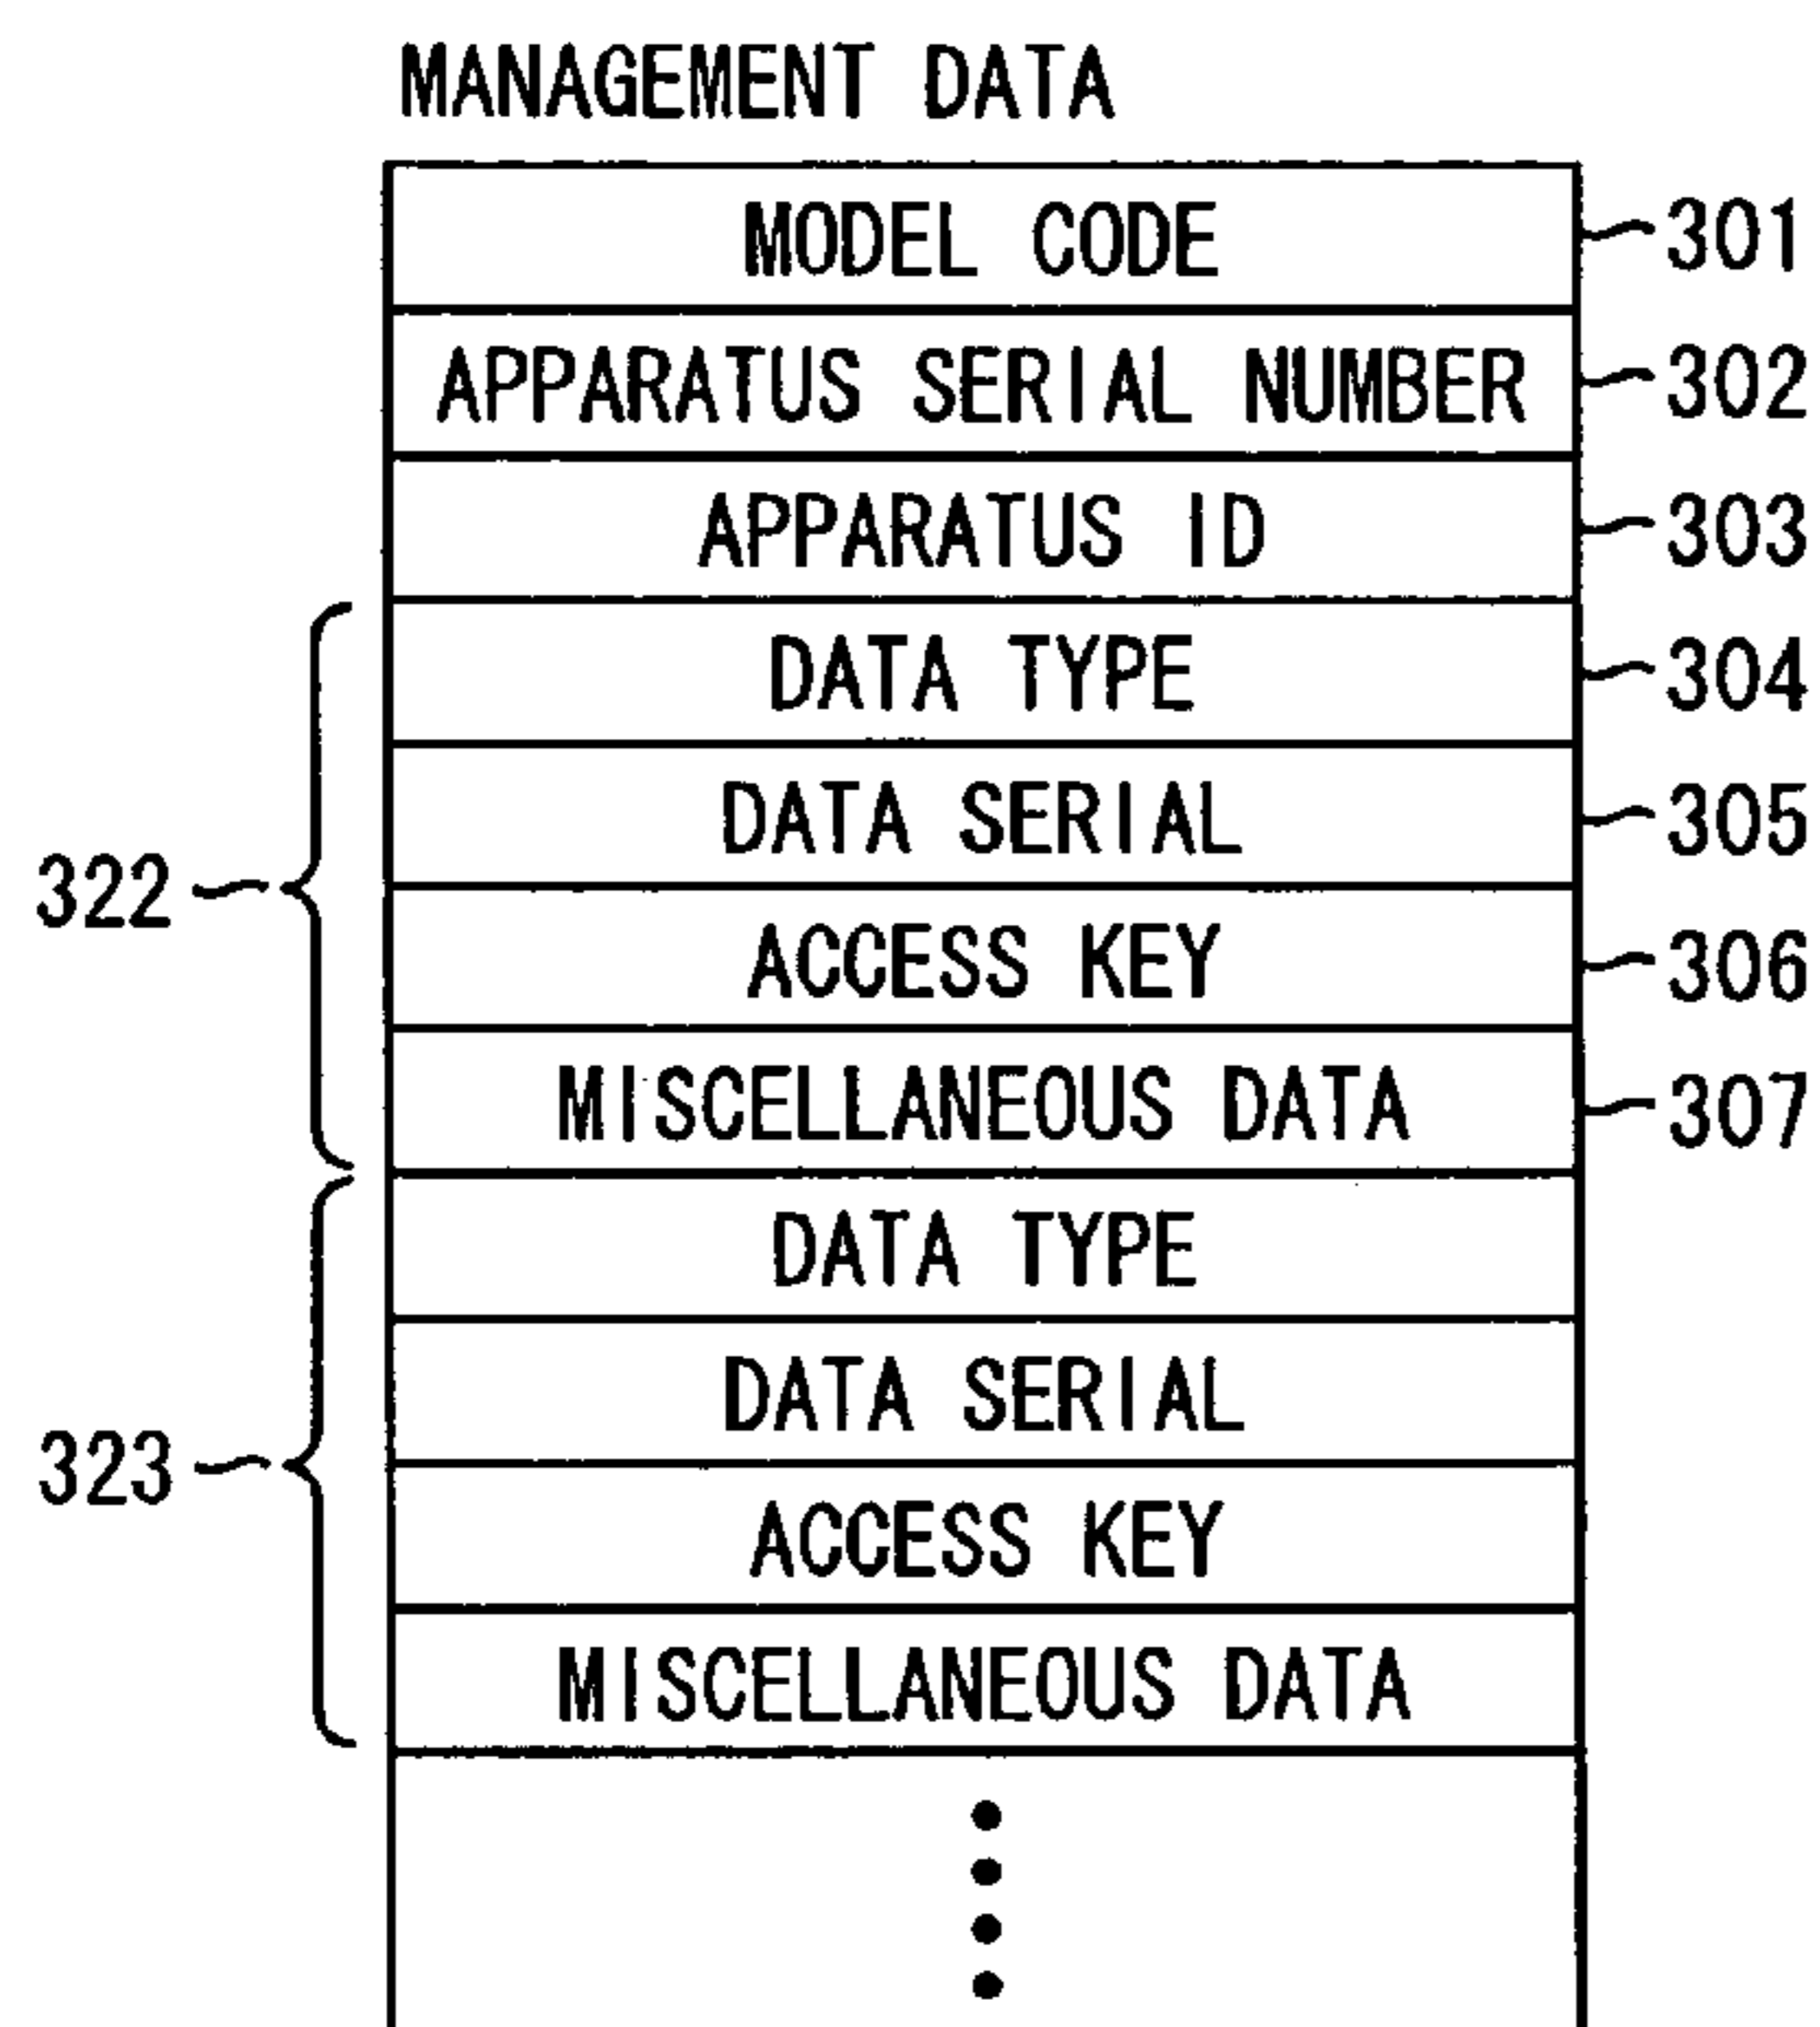 MANAGEMENT DATA
MODEL CODE 301
APPARATUS SERIAL NUMBER 302
APPARATUS ID 303
DATA TYPE 304
DATA SERIAL 305
322
ACCESS KEY 306
MISCELLANEOUS DATA 307
DATA TYPE
DATA SERIAL
323
ACCESS KEY
MISCELLANEOUS DATA